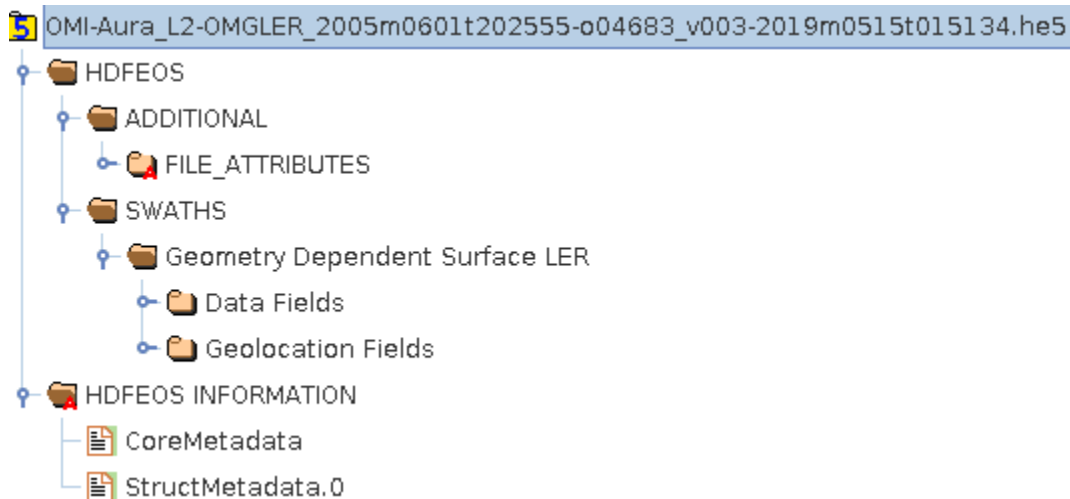 OMI-Aura_L2-OMGLER_2005m0601t202555-o04683_v003-2019m0515t015134.he5
HDFEOS
ADDITIONAL
FILE_ATTRIBUTES
SWATHS
Geometry Dependent Surface LER
Data Fields
Geolocation Fields
HDFEOS INFORMATION
CoreMetadata
StructMetadata.0